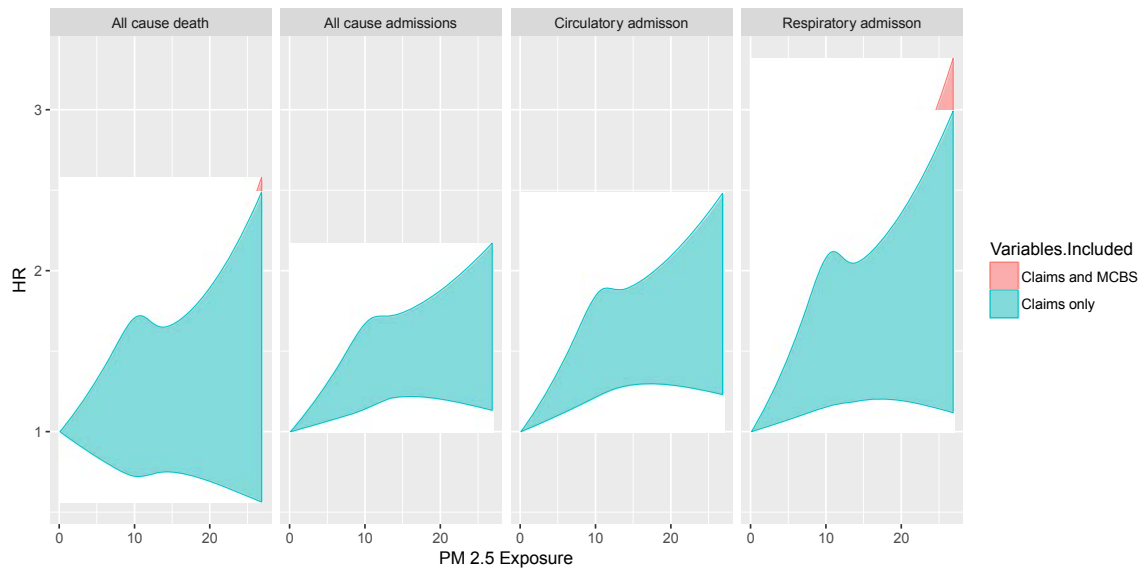 All cause death
All cause admissions
Circulatory admisson
Respiratory admisson
HR
3
2
1
0
10
20
0
10
20
0
10
20
0
10
20
PM 2.5 Exposure
Variables.Included
Claims and MCBS
Claims only